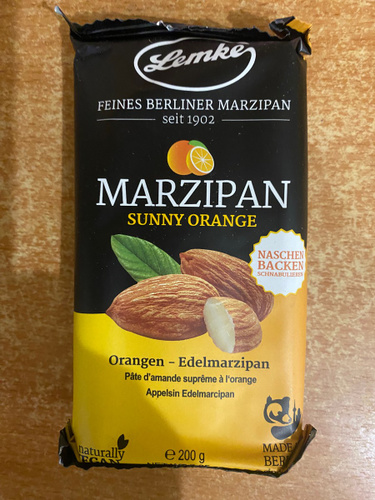 Lemke
FEINES BERLINER MARZIPAN
seit 1902
MARZIPAN
SUNNY ORANGE
NASCHEN
BACKEN
SCHNABULIEREN
Orangen - Edelmarzipan
Pâte d'amande suprême à l'orange
Appelsin Edelmarcipan
naturally
℮ 200 g
MADE